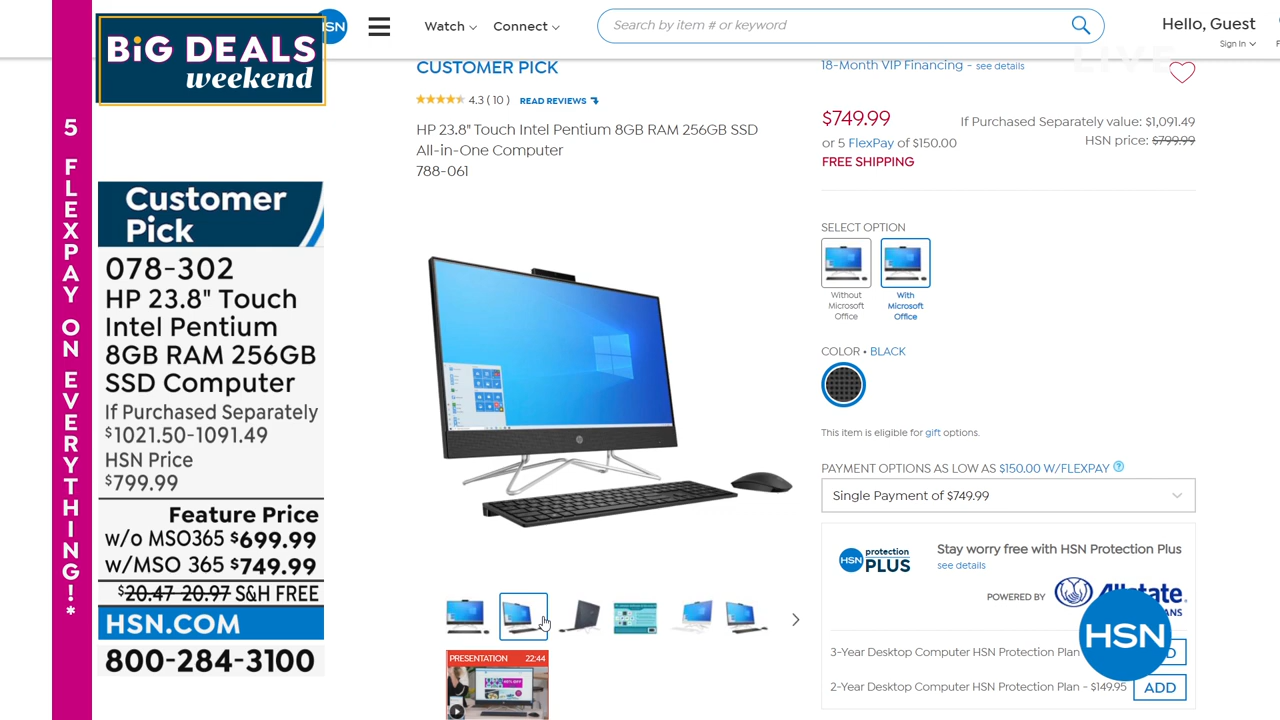 BiG DEALS
weekend
5 FLEXPAY ON EVERYTHING!*
Customer
Pick
078-302
HP 23.8" Touch
Intel Pentium
8GB RAM 256GB
SSD Computer
If Purchased Separately
$1021.50-1091.49
HSN Price
$799.99
Feature Price
w/o MSO365 $699.99
w/MSO 365 $749.99
$20.47-20.97 S&H FREE
HSN.COM
800-284-3100
HSN
Watch
Connect
Search by item # or keyword
Hello, Guest
Sign In
LIVE
CUSTOMER PICK
4.3 ( 10 ) READ REVIEWS
HP 23.8" Touch Intel Pentium 8GB RAM 256GB SSD
All-in-One Computer
788-061
18-Month VIP Financing - see details
$749.99
If Purchased Separately value: $1,091.49
or 5 FlexPay of $150.00
HSN price: $799.99
FREE SHIPPING
SELECT OPTION
Without
Microsoft
Office
With
Microsoft
Office
COLOR • BLACK
This item is eligible for gift options.
PAYMENT OPTIONS AS LOW AS $150.00 W/FLEXPAY
Single Payment of $749.99
HSN protection
PLUS
Stay worry free with HSN Protection Plus
see details
POWERED BY
3-Year Desktop Computer HSN Protection Plan
2-Year Desktop Computer HSN Protection Plan - $149.95
ADD
HSN
PRESENTATION 22:44